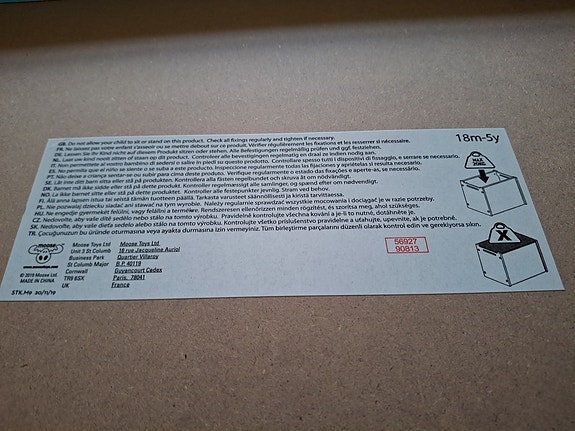 18m-5y
GB. Do not allow your child to sit or stand on this product. Check all fixings regularly and tighten if necessary.
FR. Ne laissez pas votre enfant s'asseoir ou se mettre debout sur ce produit. Vérifier régulièrement les fixations et les resserrer si nécessaire.
DE. Lassen Sie Ihr Kind nicht auf diesem Produkt sitzen oder stehen. Alle Befestigungen regelmäßig prüfen und ggf. festziehen.
NL. Laat uw kind nooit zitten of staan op dit product. Controleer alle bevestigingen regelmatig en draai ze indien nodig aan.
IT. Non permettete al vostro bambino di sedersi o salire in piedi su questo prodotto. Controllare spesso tutti i dispositivi di fissaggio, e serrare se necessario.
ES. No permita que el niño se siente o se suba a este producto. Inspeccione regularmente todas las fijaciones y apriételas si resulta necesario.
PT. Não deixe a criança sentar-se ou subir para cima deste produto. Verifique regularmente o estado das fixações e aperte-as, se necessário.
SE. Låt inte ditt barn sitta eller stå på produkten. Kontrollera alla fästen regelbundet och skruva åt om nödvändigt.
DK. Barnet må ikke sidde eller stå på dette produkt. Kontroller regelmæssigt alle samlinger, og spænd efter om nødvendigt.
NO. La ikke barnet sitte eller stå på produktet. Kontroller alle festepunkter jevnlig. Stram ved behov.
FI. Älä anna lapsen istua tai seistä tämän tuotteen päällä. Tarkasta varusteet säännöllisesti ja kiristä tarvittaessa.
PL. Nie pozwalaj dziecku siadać ani stawać na tym wyrobie. Należy regularnie sprawdzać wszystkie mocowania i dociągać je w razie potrzeby.
HU. Ne engedje gyermekét felülni, vagy felállni a termékre. Rendszeresen ellenőrizzen minden rögzítést, és szorítsa meg, ahol szükséges.
CZ. Nedovolte, aby vaše dítě sedělo nebo stálo na tomto výrobku. Pravidelně kontrolujte všechna kování a je-li to nutné, dotáhněte je.
SK. Nedovoľte, aby vaše dieťa sedelo alebo stálo na tomto výrobku. Kontrolujte všetko príslušenstvo pravidelne a uťahujte, upevnite, ak je potrebné.
TR. Çocuğunuzun bu üründe oturmasına veya ayakta durmasına izin vermeyiniz. Tüm birleştirme parçalarını düzenli olarak kontrol edin ve gerekiyorsa sıkın.
MAX
20KG.
X
Moose
www.moosetoys.com
© 2019 Moose Ltd.
MADE IN CHINA
STK.M9 20/11/19
Moose Toys Ltd
Unit 3 St Columb
Business Park
St Columb Major
Cornwall
TR9 6SX
UK
Moose Toys Ltd
18 rue Jacqueline Auriol
Quartier Villaroy
B.P. 40119
Guyancourt Cedex
Paris, 78041
France
56927
90813